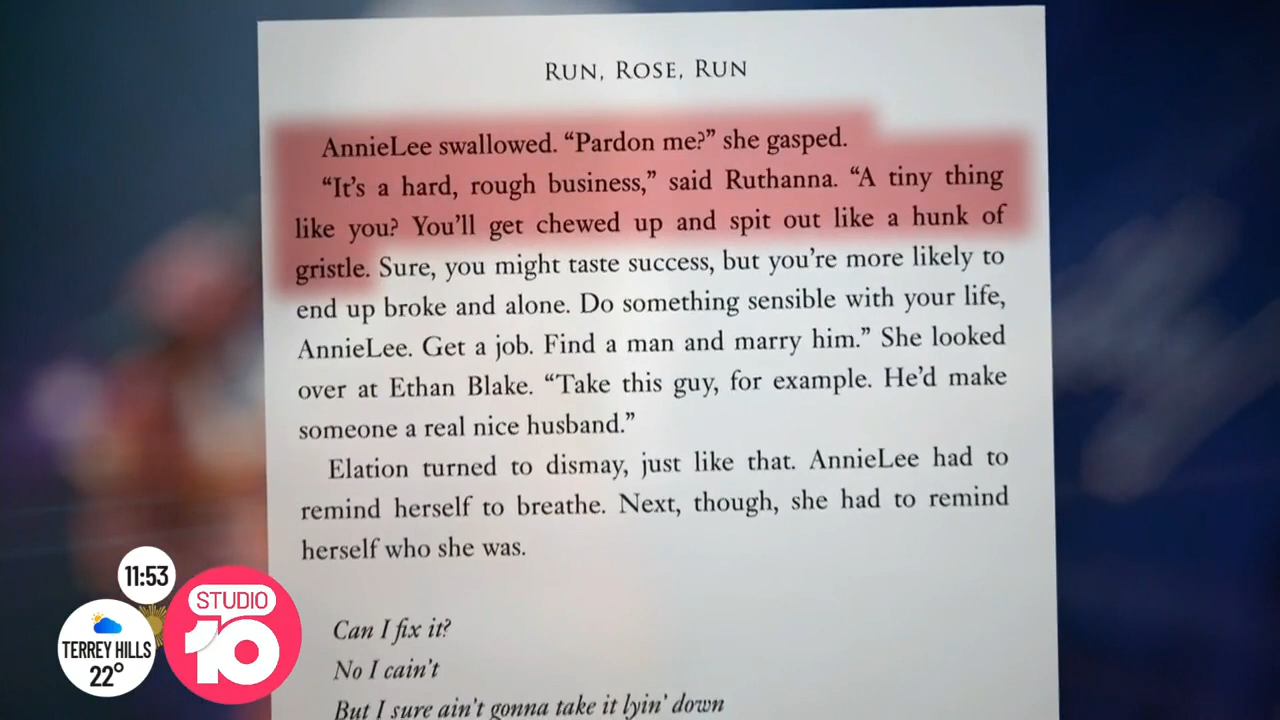 RUN, ROSE, RUN
AnnieLee swallowed. “Pardon me?” she gasped.
“It’s a hard, rough business,” said Ruthanna. “A tiny thing
like you? You’ll get chewed up and spit out like a hunk of
gristle. Sure, you might taste success, but you’re more likely to
end up broke and alone. Do something sensible with your life,
AnnieLee. Get a job. Find a man and marry him.” She looked
over at Ethan Blake. “Take this guy, for example. He’d make
someone a real nice husband.”
Elation turned to dismay, just like that. AnnieLee had to
remind herself to breathe. Next, though, she had to remind
herself who she was.
Can I fix it?
No I cain’t
But I sure ain’t gonna take it lyin’ down
11:53
TERREY HILLS
22°
STUDIO
10